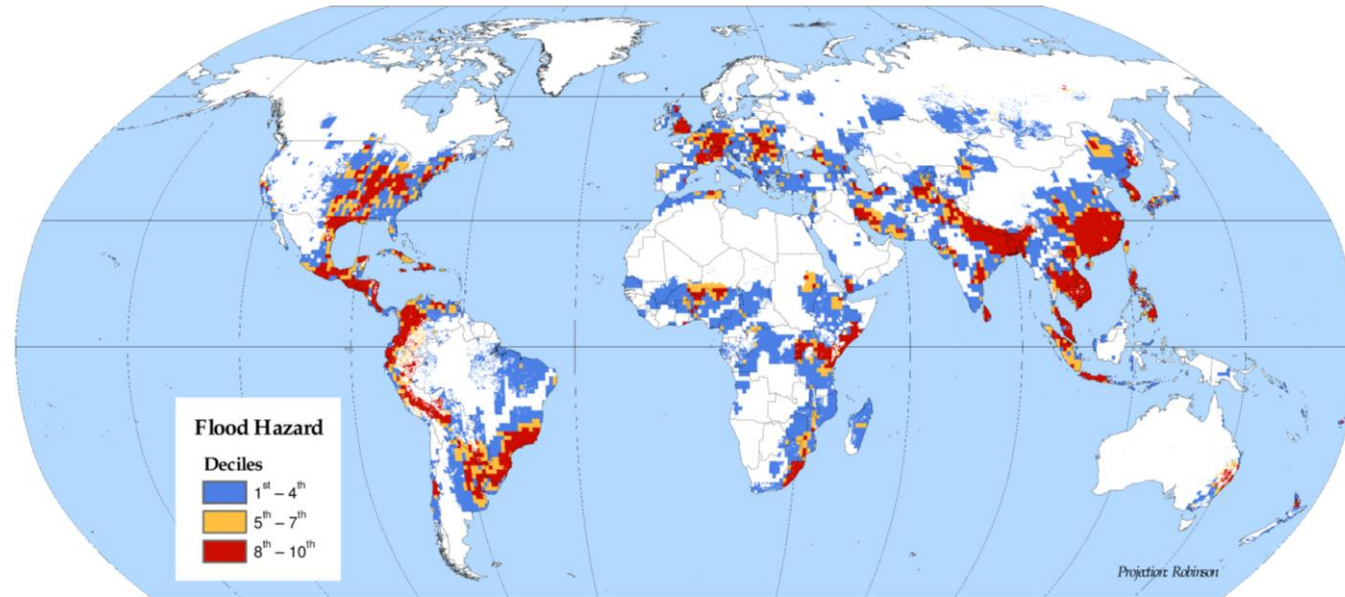 Flood Hazard
Deciles
1st – 4th
5th – 7th
8th – 10th
Projection: Robinson